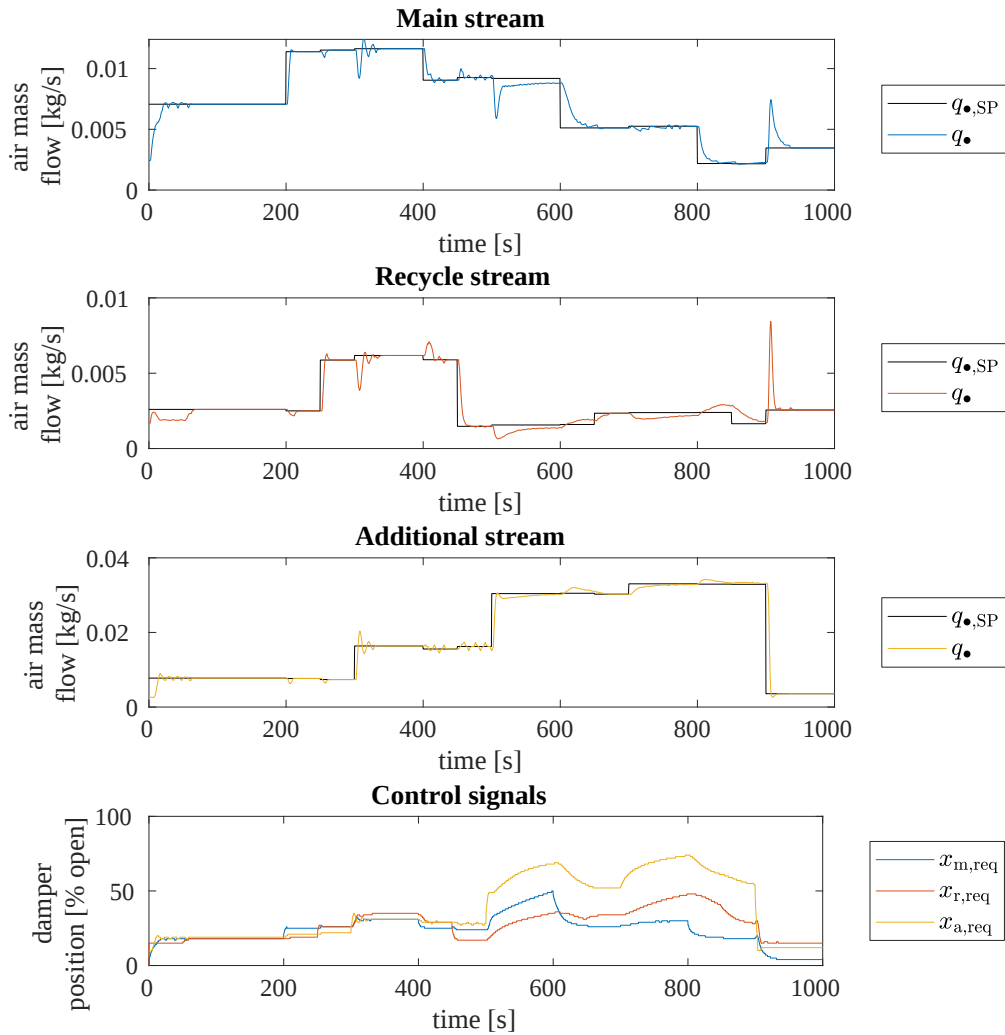 Main stream
0.01
0.005
0
air mass
flow [kg/s]
0 200 400 600 800 1000
time [s]
q●,SP
q●
Recycle stream
0.01
0.005
0
air mass
flow [kg/s]
0 200 400 600 800 1000
time [s]
q●,SP
q●
Additional stream
0.04
0.02
0
air mass
flow [kg/s]
0 200 400 600 800 1000
time [s]
q●,SP
q●
Control signals
100
50
0
damper
position [% open]
0 200 400 600 800 1000
time [s]
xm,req
xr,req
xa,req